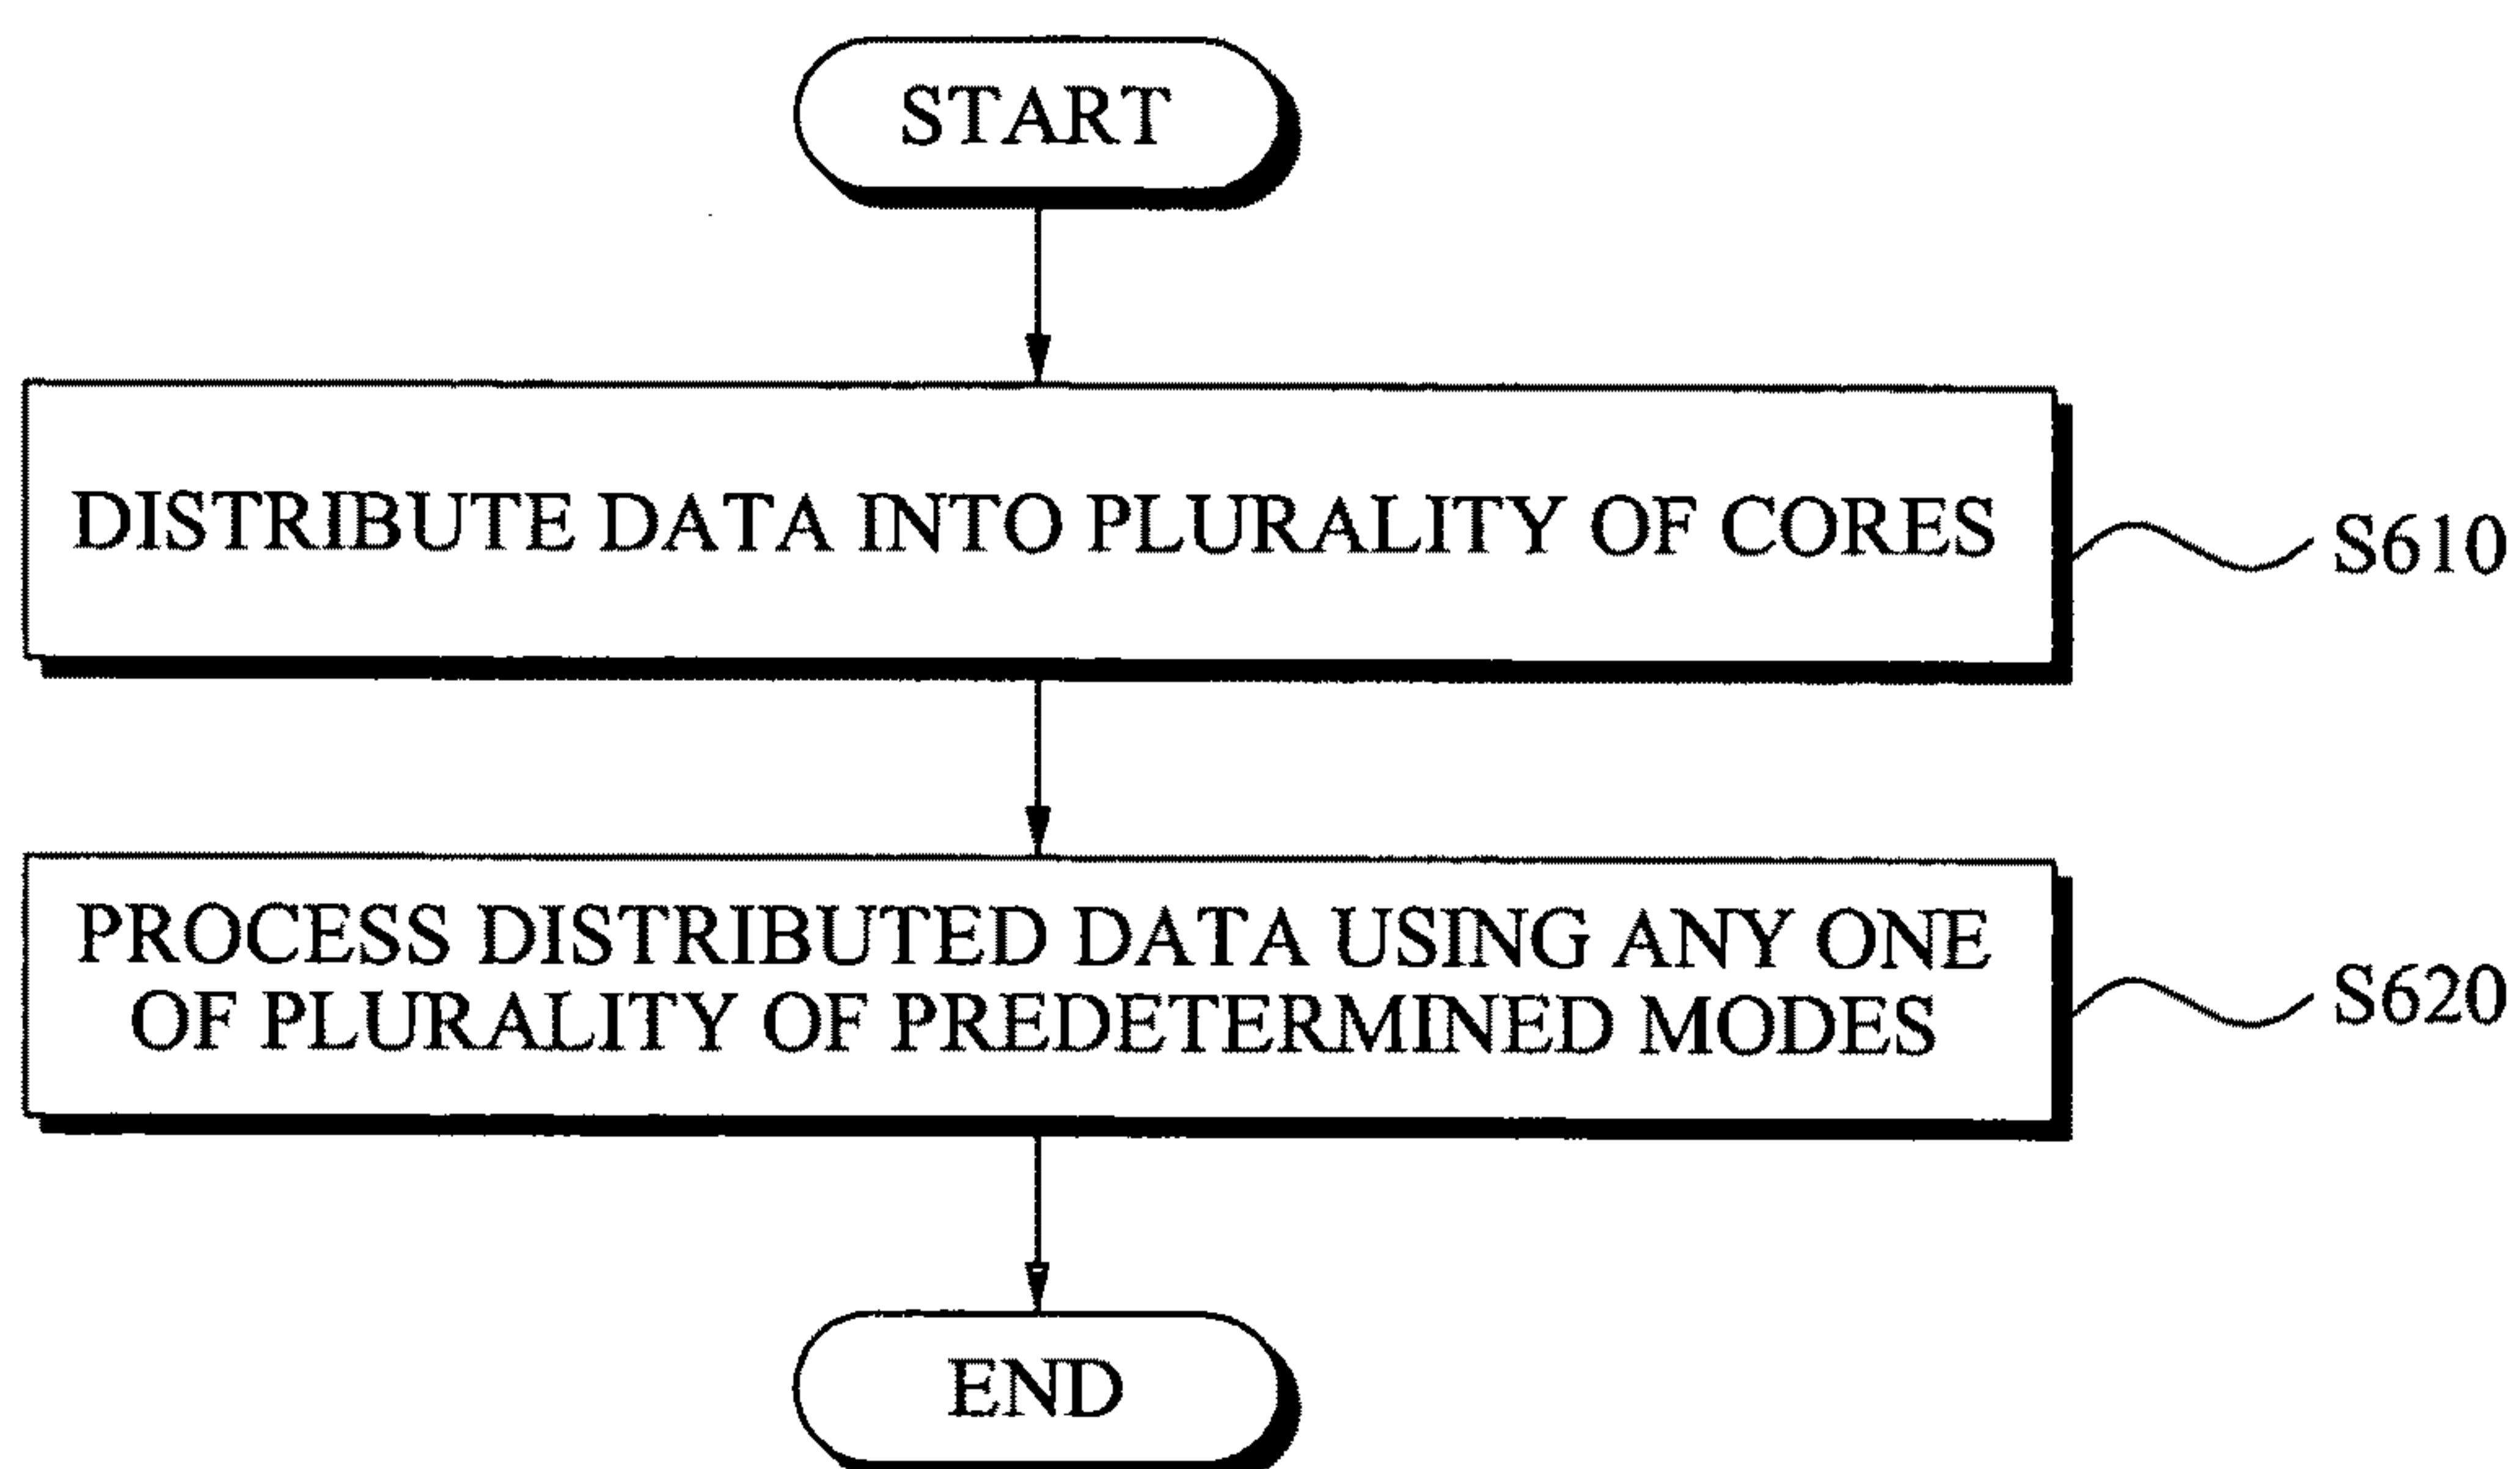 START
DISTRIBUTE DATA INTO PLURALITY OF CORES
S610
PROCESS DISTRIBUTED DATA USING ANY ONE
OF PLURALITY OF PREDETERMINED MODES
S620
END